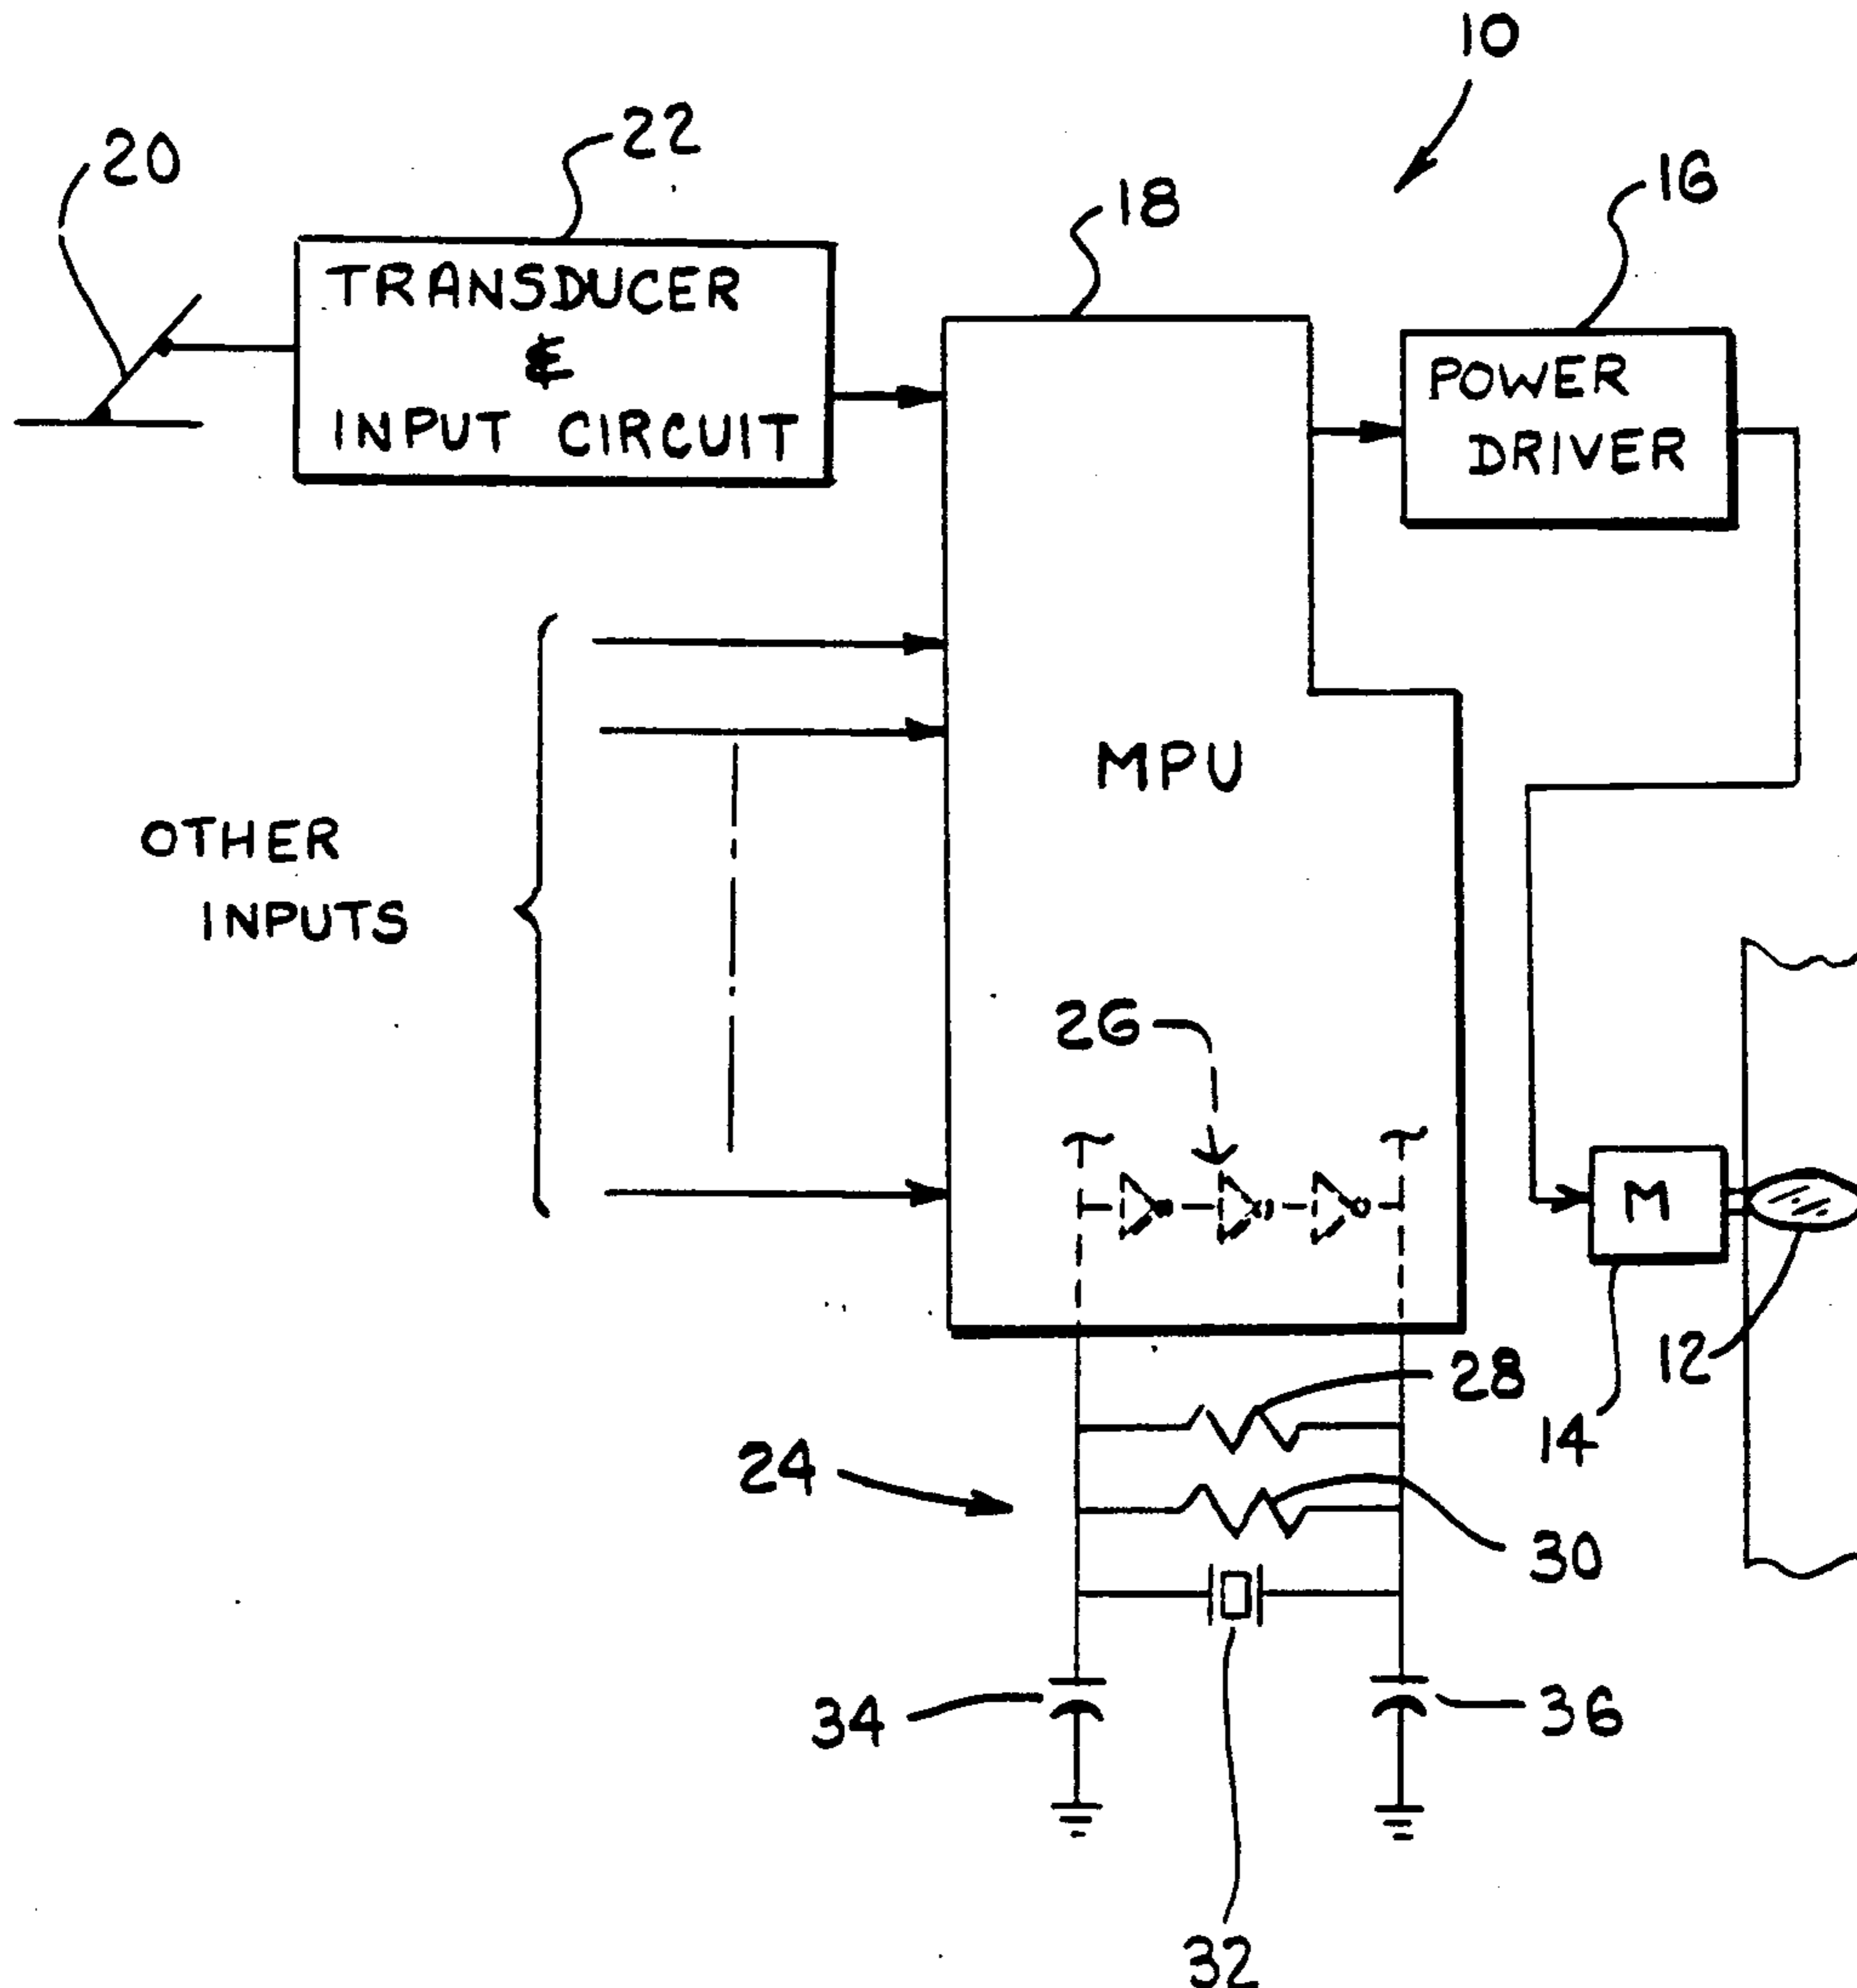 10
20
22
18
16
TRANSDUCER
&
INPUT CIRCUIT
POWER
DRIVER
MPU
OTHER
INPUTS
26
M
28
12
14
24
30
34
36
32